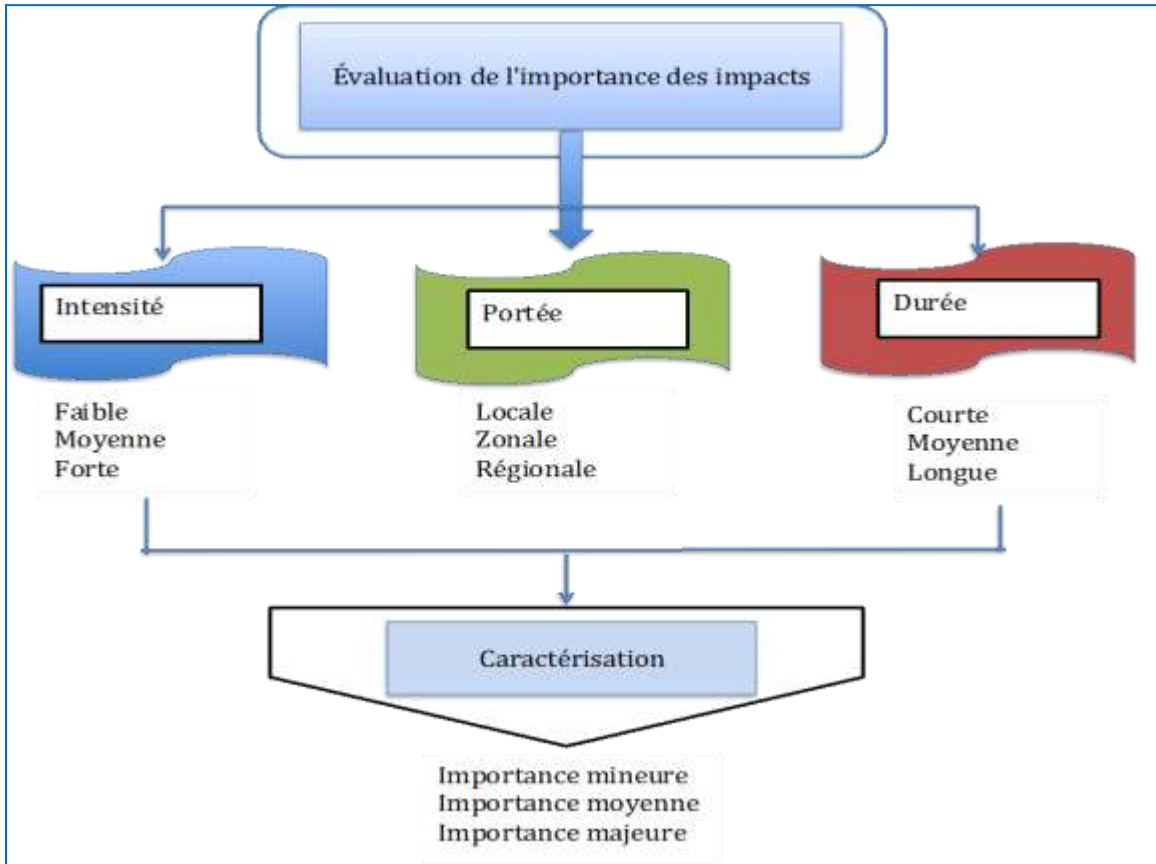 Évaluation de l'importance des impacts
Intensité
Portée
Durée
Faible
Moyenne
Forte
Locale
Zonale
Régionale
Courte
Moyenne
Longue
Caractérisation
Importance mineure
Importance moyenne
Importance majeure